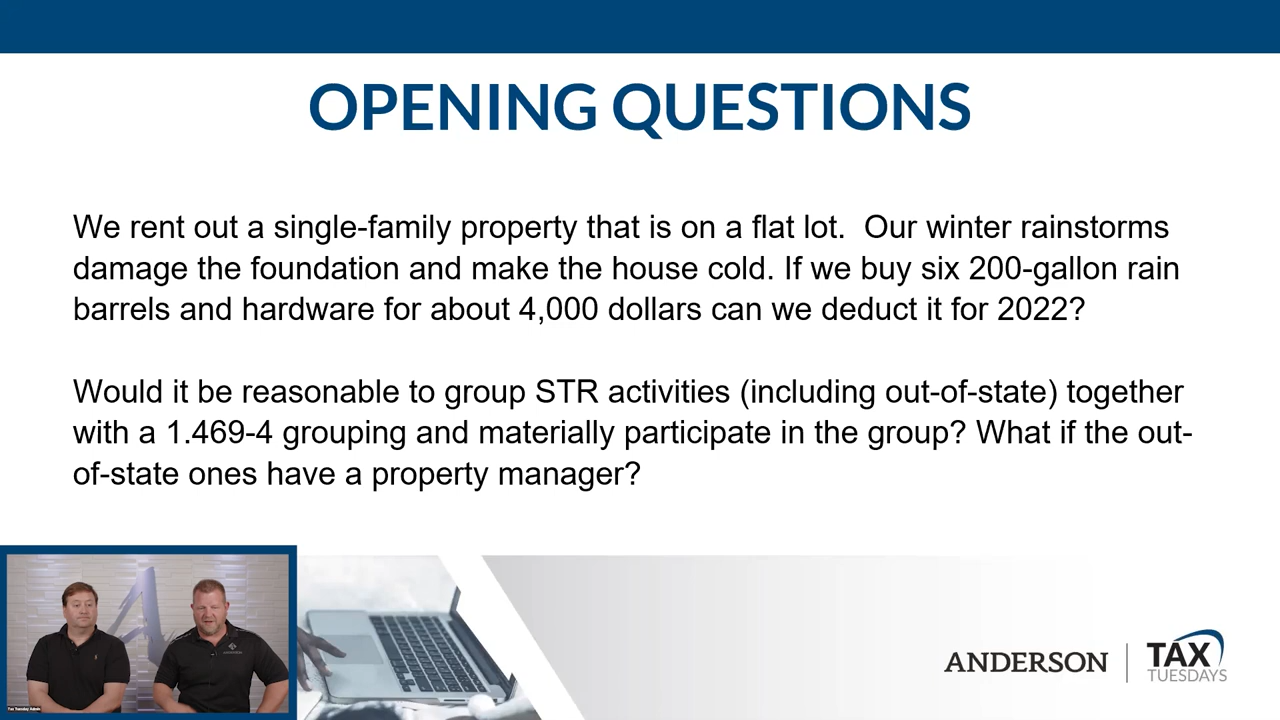 OPENING QUESTIONS
We rent out a single-family property that is on a flat lot.  Our winter rainstorms
damage the foundation and make the house cold. If we buy six 200-gallon rain
barrels and hardware for about 4,000 dollars can we deduct it for 2022?
Would it be reasonable to group STR activities (including out-of-state) together
with a 1.469-4 grouping and materially participate in the group? What if the out-
of-state ones have a property manager?
Tax Tuesday Admin
ANDERSON
TAX
TUESDAYS